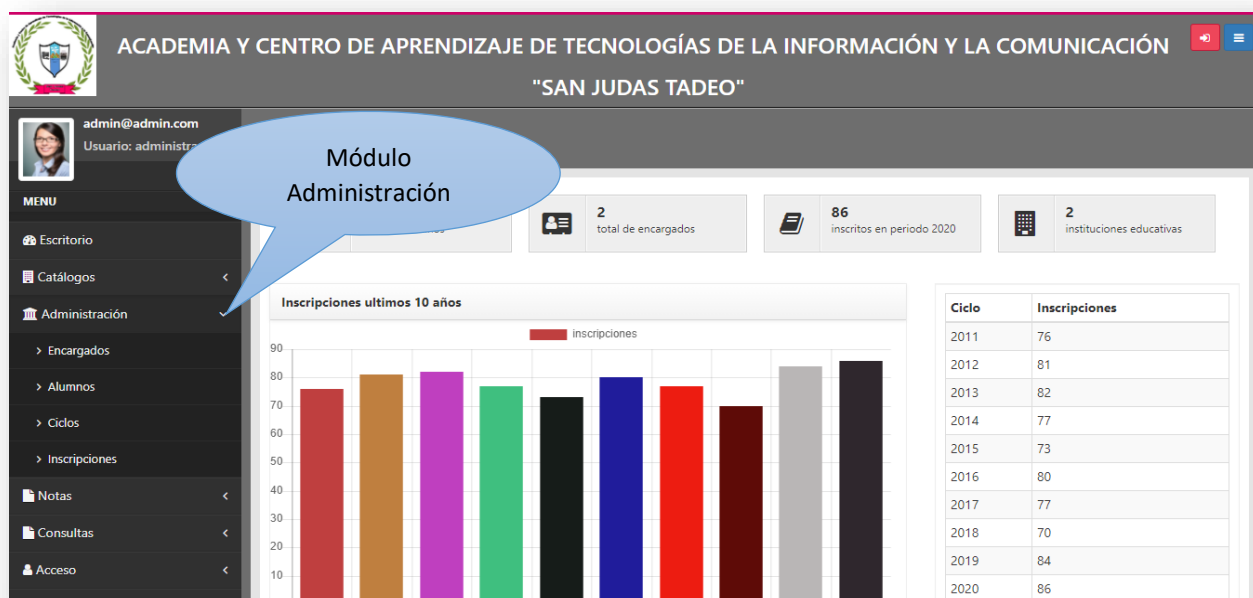 ACADEMIA Y CENTRO DE APRENDIZAJE DE TECNOLOGÍAS DE LA INFORMACIÓN Y LA COMUNICACIÓN
"SAN JUDAS TADEO"
admin@admin.com
Usuario:
Módulo
Administración
MENU
Escritorio
Catálogos
Administración
Encargados
Alumnos
Ciclos
Inscripciones
Notas
Consultas
Acceso
2
total de encargados
86
inscritos en periodo 2020
2
instituciones educativas
Inscripciones ultimos 10 años
inscripciones
90
80
70
60
50
40
30
20
10
Ciclo Inscripciones
2011 76
2012 81
2013 82
2014 77
2015 73
2016 80
2017 77
2018 70
2019 84
2020 86